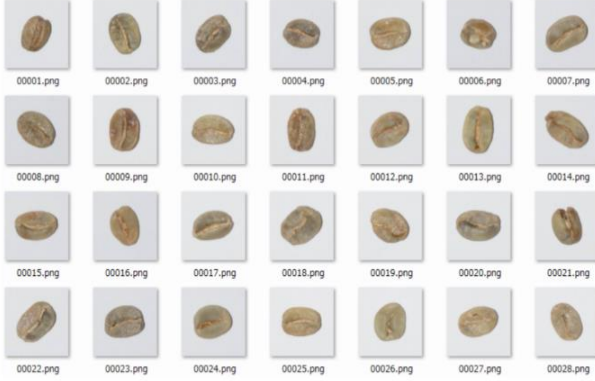 00001.png 00002.png 00003.png 00004.png 00005.png 00006.png 00007.png
00008.png 00009.png 00010.png 00011.png 00012.png 00013.png 00014.png
00015.png 00016.png 00017.png 00018.png 00019.png 00020.png 00021.png
00022.png 00023.png 00024.png 00025.png 00026.png 00027.png 00028.png